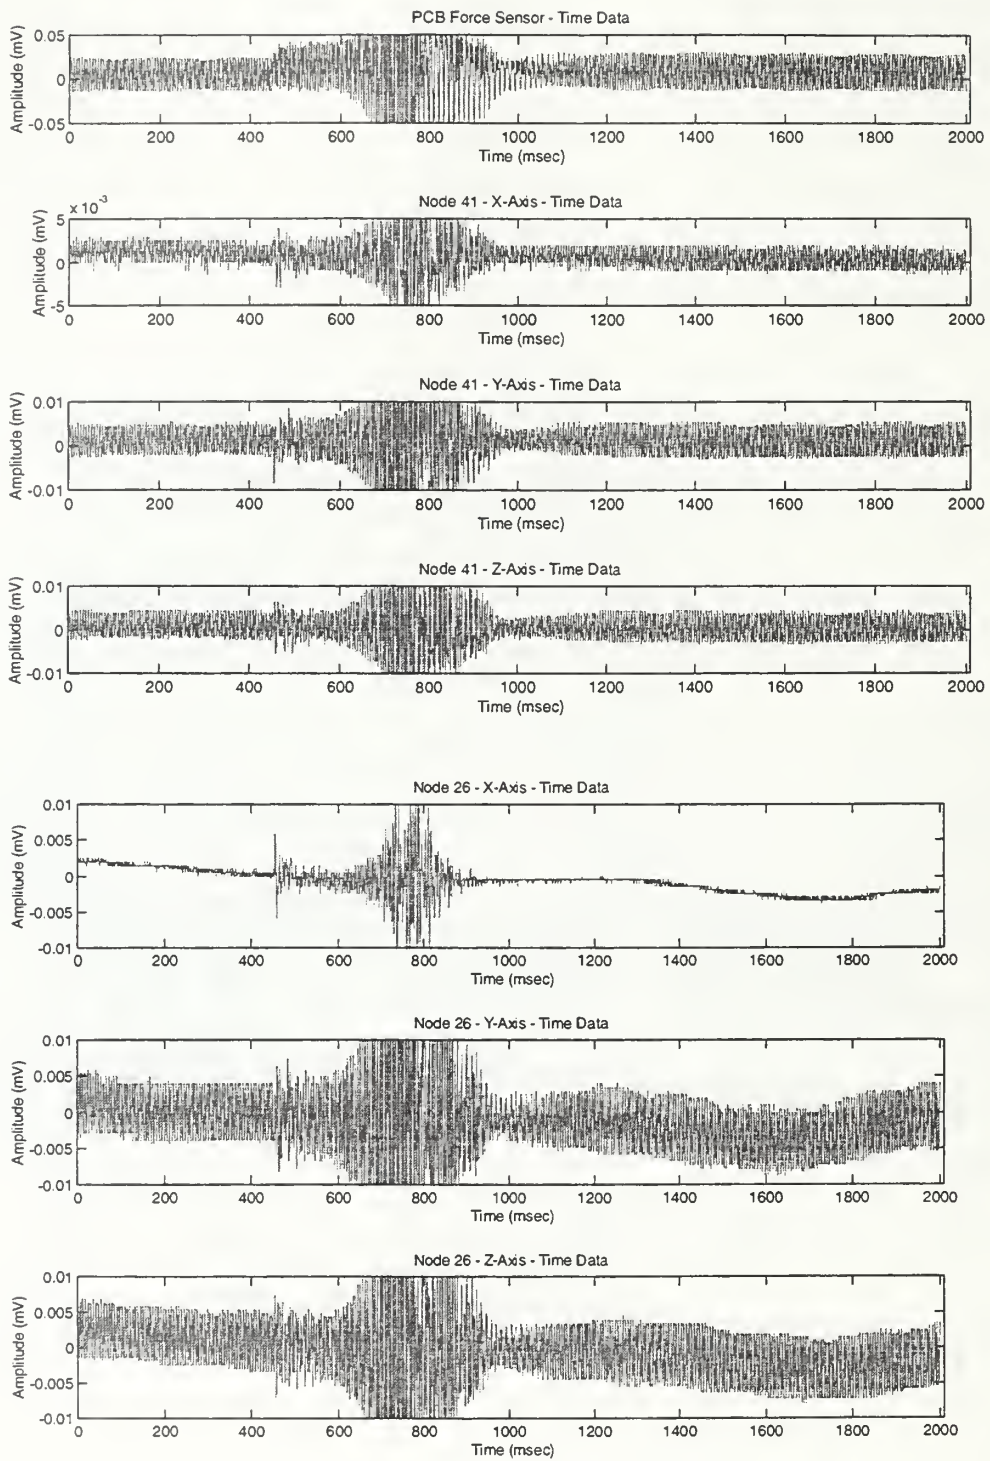 PCB Force Sensor - Time Data
Amplitude (mV)
0.05
0
-0.05
0 200 400 600 800 1000 1200 1400 1600 1800 2000
Time (msec)
Node 41 - X-Axis - Time Data
x 10^-3
Amplitude (mV)
5
0
-5
0 200 400 600 800 1000 1200 1400 1600 1800 2000
Time (msec)
Node 41 - Y-Axis - Time Data
Amplitude (mV)
0.01
0
-0.01
0 200 400 600 800 1000 1200 1400 1600 1800 2000
Time (msec)
Node 41 - Z-Axis - Time Data
Amplitude (mV)
0.01
0
-0.01
0 200 400 600 800 1000 1200 1400 1600 1800 2000
Time (msec)
Node 26 - X-Axis - Time Data
Amplitude (mV)
0.01
0.005
0
-0.005
-0.01
0 200 400 600 800 1000 1200 1400 1600 1800 2000
Time (msec)
Node 26 - Y-Axis - Time Data
Amplitude (mV)
0.01
0.005
0
-0.005
-0.01
0 200 400 600 800 1000 1200 1400 1600 1800 2000
Time (msec)
Node 26 - Z-Axis - Time Data
Amplitude (mV)
0.01
0.005
0
-0.005
-0.01
0 200 400 600 800 1000 1200 1400 1600 1800 2000
Time (msec)